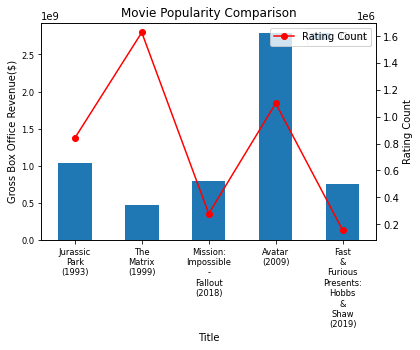 Movie Popularity Comparison
1e9
1e6
Rating Count
Gross Box Office Revenue($)
2.5
2.0
1.5
1.0
0.5
0.0
1.6
1.4
1.2
1.0
0.8
0.6
0.4
0.2
Rating Count
Jurassic
Park
(1993)
The
Matrix
(1999)
Mission:
Impossible
-
Fallout
(2018)
Avatar
(2009)
Fast
&
Furious
Presents:
Hobbs
&
Shaw
(2019)
Title